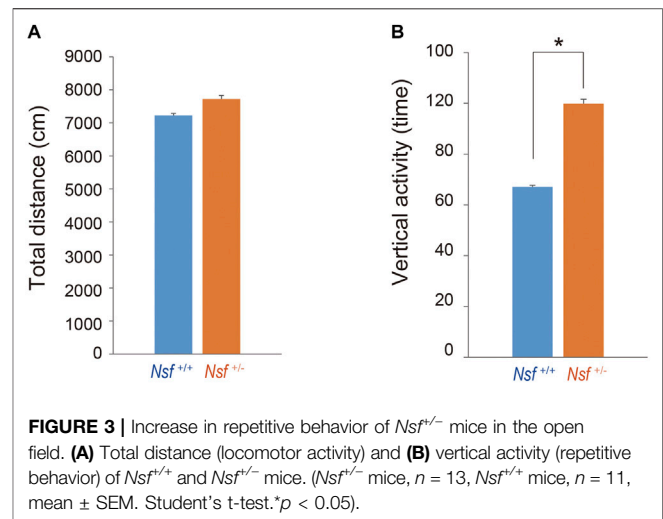 A
9000
8000
7000
6000
5000
4000
3000
2000
1000
0
Total distance (cm)
Nsf +/+ Nsf +/-
B
100
120
80
60
40
20
0
Vertical activity (time)
*
Nsf +/+ Nsf +/-
FIGURE 3 | Increase in repetitive behavior of Nsf+/− mice in the open
field. (A) Total distance (locomotor activity) and (B) vertical activity (repetitive
behavior) of Nsf+/+ and Nsf+/− mice. (Nsf+/− mice, n = 13, Nsf+/+ mice, n = 11,
mean ± SEM. Student’s t-test.*p < 0.05).